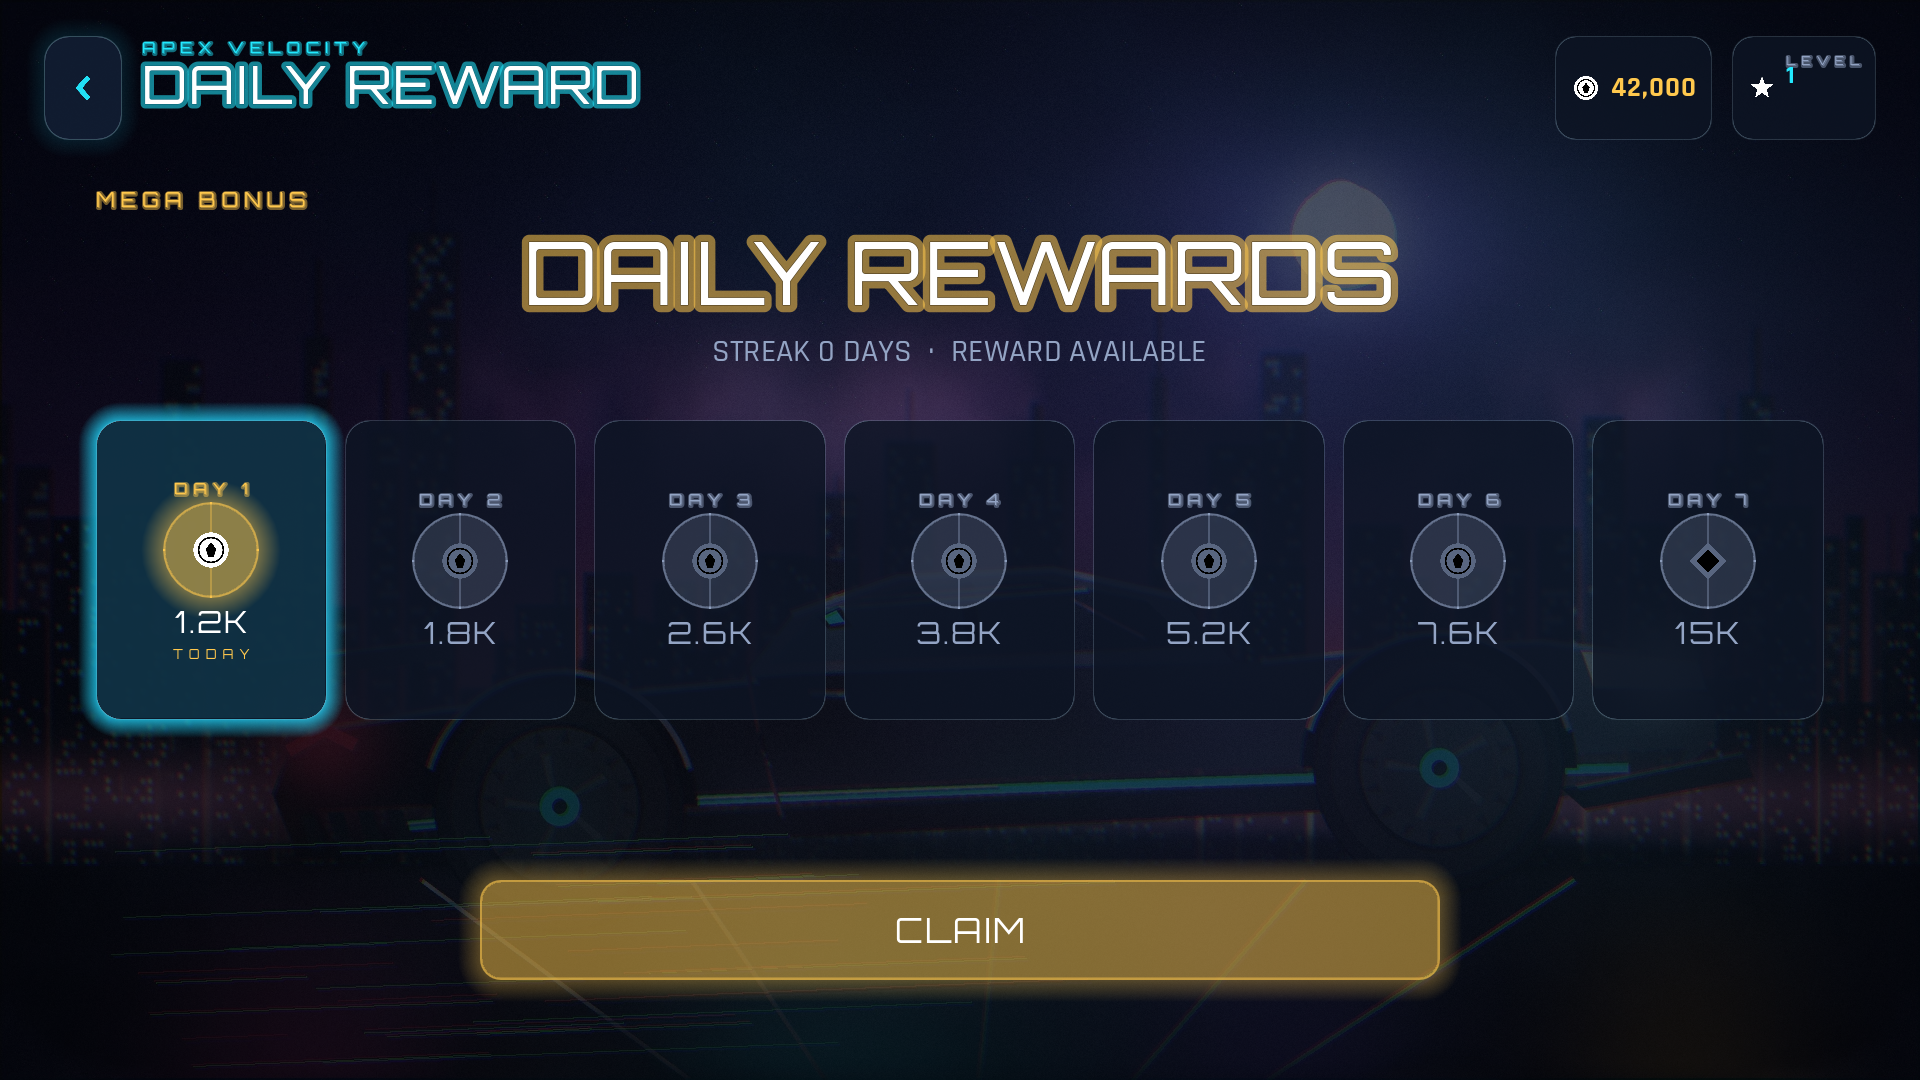 APEX VELOCITY
DAILY REWARD
42,000
LEVEL
1
MEGA BONUS
DAILY REWARDS
STREAK 0 DAYS · REWARD AVAILABLE
DAY 1
1.2K
TODAY
DAY 2
1.8K
DAY 3
2.6K
DAY 4
3.8K
DAY 5
5.2K
DAY 6
7.6K
DAY 7
15K
CLAIM